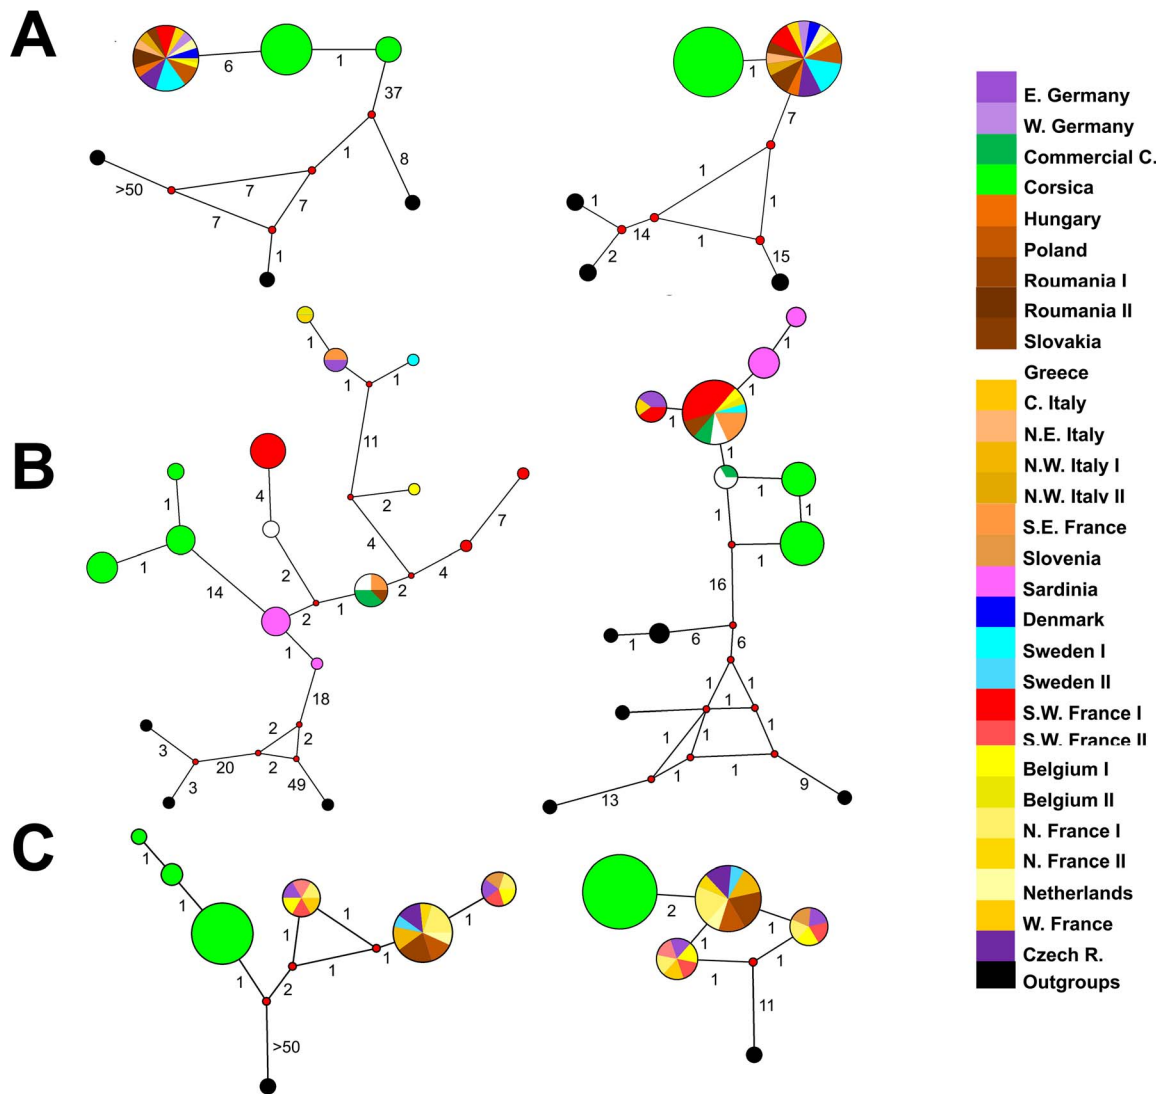 A
6
1
37
1
8
>50
7
7
7
1
1
7
1
1
1
1
14
2
15
B
1
1
1
11
2
4
4
7
1
1
14
4
2
2
1
2
1
18
2
2
2
3
20
3
49
1
1
1
1
1
1
1
1
16
1
6
6
1
1
1
1
1
1
1
1
13
9
C
1
1
1
1
1
1
1
1
2
>50
2
1
1
1
1
11
E. Germany
W. Germany
Commercial C.
Corsica
Hungary
Poland
Roumania I
Roumania II
Slovakia
Greece
C. Italy
N.E. Italy
N.W. Italy I
N.W. Italy II
S.E. France
Slovenia
Sardinia
Denmark
Sweden I
Sweden II
S.W. France I
S.W. France II
Belgium I
Belgium II
N. France I
N. France II
Netherlands
W. France
Czech R.
Outgroups